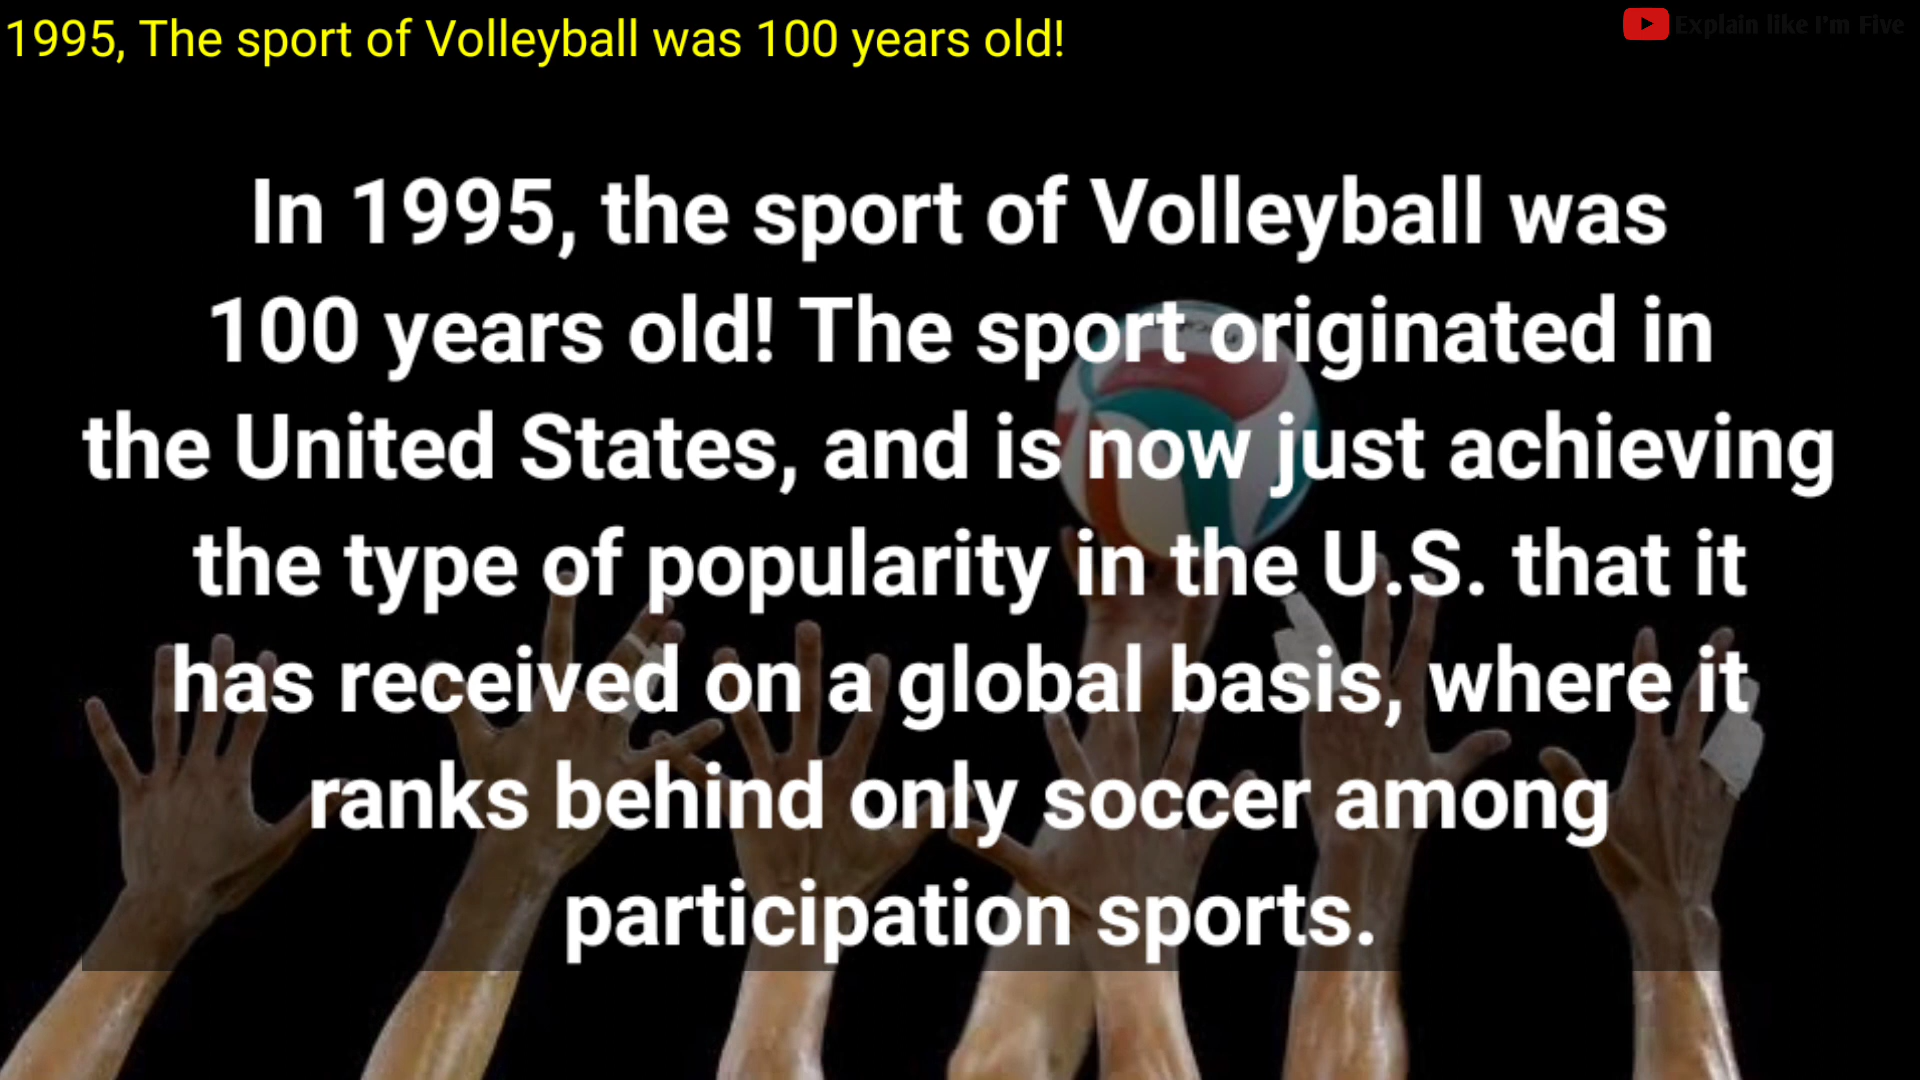 1995, The sport of Volleyball was 100 years old!
Explain like I'm Five
In 1995, the sport of Volleyball was
100 years old! The sport originated in
the United States, and is now just achieving
the type of popularity in the U.S. that it
has received on a global basis, where it
ranks behind only soccer among
participation sports.